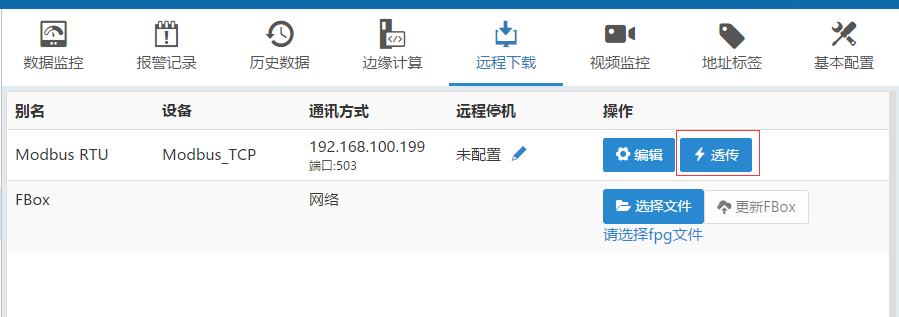 数据监控 报警记录 历史数据 边缘计算 远程下载 视频监控 地址标签 基本配置
别名 设备 通讯方式 远程停机 操作
Modbus RTU Modbus_TCP 192.168.100.199 未配置 编辑 透传
端口:503
FBox 网络 选择文件 更新FBox
请选择fpg文件